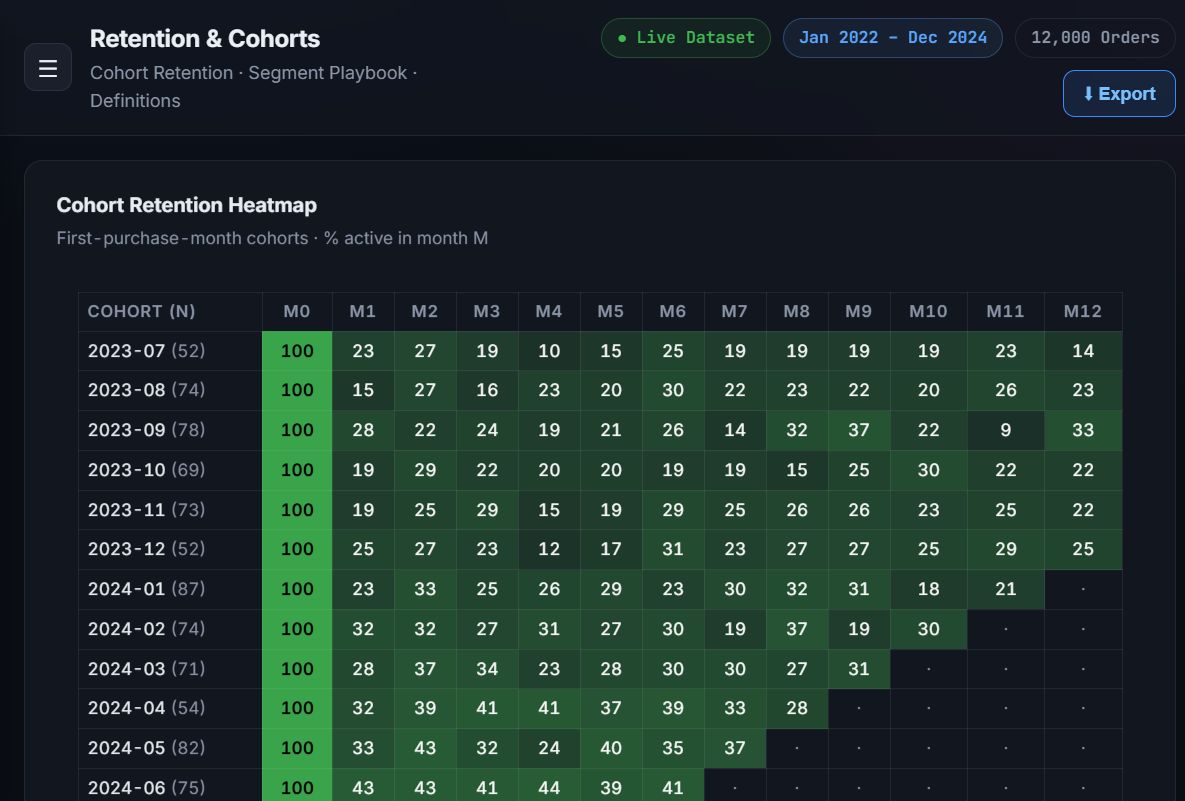 Retention & Cohorts
Cohort Retention · Segment Playbook ·
Definitions
● Live Dataset
Jan 2022 – Dec 2024
12,000 Orders
⬇ Export
Cohort Retention Heatmap
First-purchase-month cohorts · % active in month M
COHORT (N) M0 M1 M2 M3 M4 M5 M6 M7 M8 M9 M10 M11 M12
2023-07 (52) 100 23 27 19 10 15 25 19 19 19 19 23 14
2023-08 (74) 100 15 27 16 23 20 30 22 23 22 20 26 23
2023-09 (78) 100 28 22 24 19 21 26 14 32 37 22 9 33
2023-10 (69) 100 19 29 22 20 20 19 19 15 25 30 22 22
2023-11 (73) 100 19 25 29 15 19 29 25 26 26 23 25 22
2023-12 (52) 100 25 27 23 12 17 31 23 27 27 25 29 25
2024-01 (87) 100 23 33 25 26 29 23 30 32 31 18 21 ·
2024-02 (74) 100 32 32 27 31 27 30 19 37 19 30 · ·
2024-03 (71) 100 28 37 34 23 28 30 30 27 31 · · ·
2024-04 (54) 100 32 39 41 41 37 39 33 28 · · · ·
2024-05 (82) 100 33 43 32 24 40 35 37 · · · · ·
2024-06 (75) 100 43 43 41 44 39 41 · · · · · ·